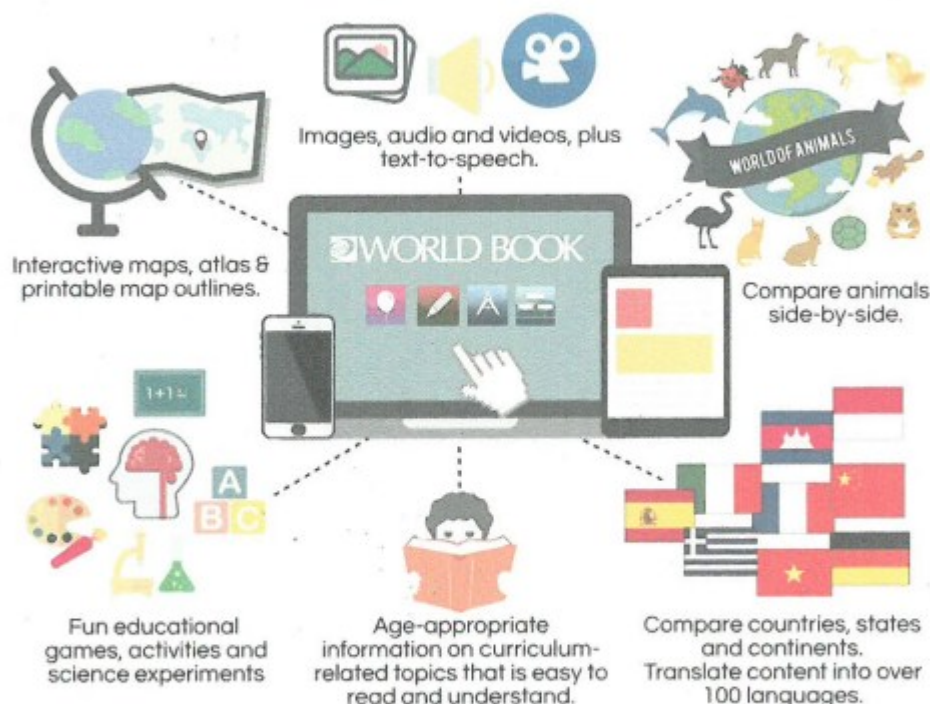 Images, audio and videos, plus
text-to-speech.
WORLD OF ANIMALS
Interactive maps, atlas &
printable map outlines.
WORLD BOOK
Compare animals
side-by-side.
1+1=
A
B C
Fun educational
games, activities and
science experiments
Age-appropriate
information on curriculum-
related topics that is easy to
read and understand.
Compare countries, states
and continents.
Translate content into over
100 languages.